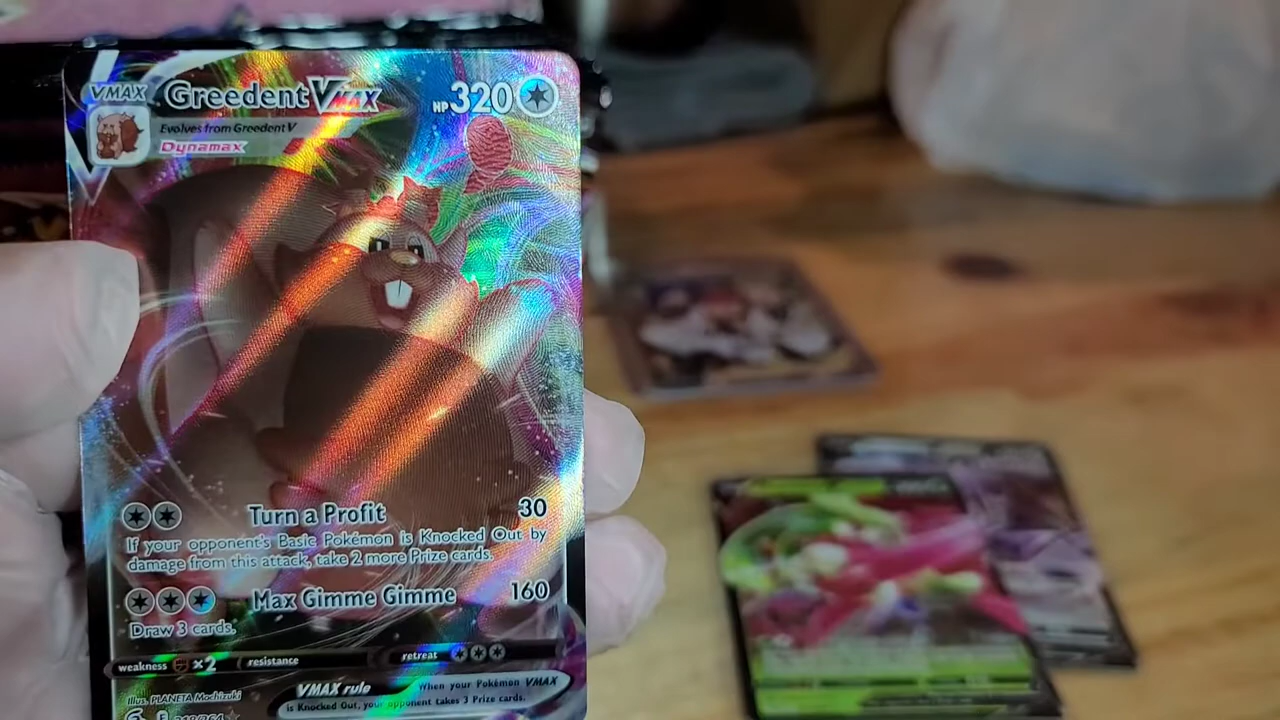 VMAX Greedent VMAX HP 320
Evolves from Greedent V
Dynamax
Turn a Profit 30
If your opponent's Basic Pokémon is Knocked Out by
damage from this attack, take 2 more Prize cards.
Max Gimme Gimme 160
Draw 3 cards.
weakness ×2 resistance retreat
Illus. PLANETA Mochizuki
VMAX rule When your Pokémon VMAX
is Knocked Out, your opponent takes 3 Prize cards.